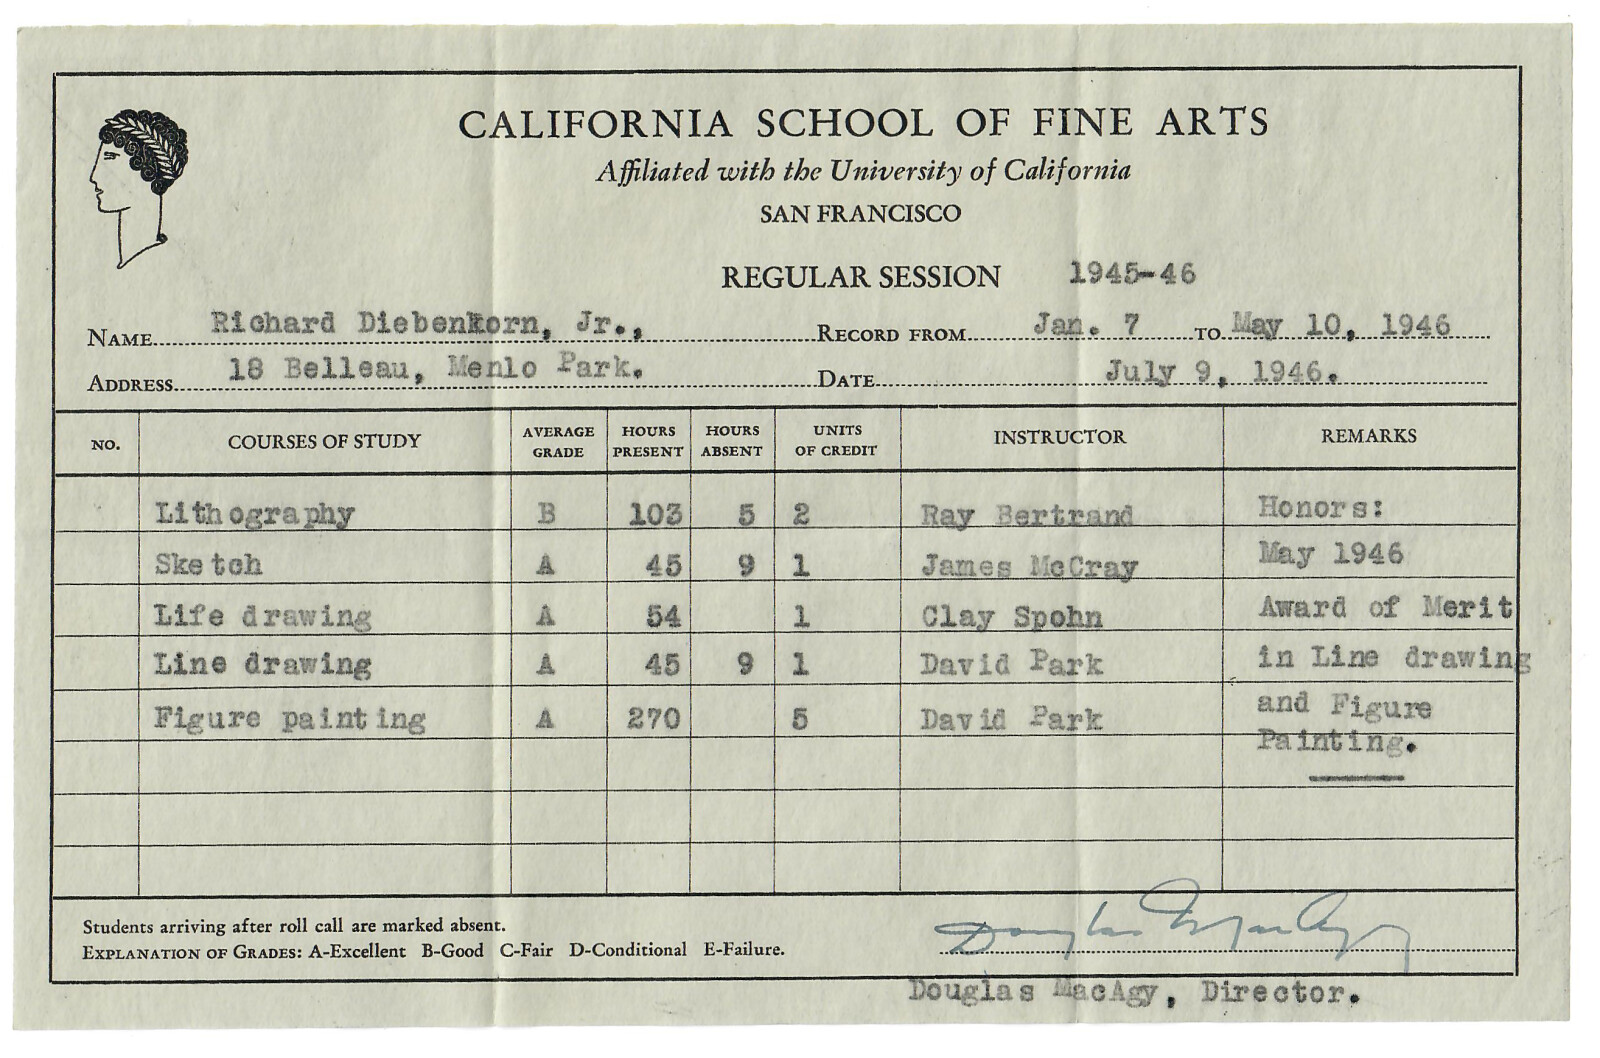 CALIFORNIA SCHOOL OF FINE ARTS
Affiliated with the University of California
SAN FRANCISCO
REGULAR SESSION 1945-46
NAME Richard Diebenkorn, Jr., RECORD FROM Jan. 7 TO May 10, 1946
ADDRESS 18 Belleau, Menlo Park. DATE July 9, 1946.
NO. COURSES OF STUDY AVERAGE GRADE HOURS PRESENT HOURS ABSENT UNITS OF CREDIT INSTRUCTOR REMARKS
Lithography B 103 5 2 Ray Bertrand Honors:
Sketch A 45 9 1 James McCray May 1946
Life drawing A 54 1 Clay Spohn Award of Merit
Line drawing A 45 9 1 David Park in Line drawing
Figure painting A 270 5 David Park and Figure
Painting.
Students arriving after roll call are marked absent.
EXPLANATION OF GRADES: A-Excellent B-Good C-Fair D-Conditional E-Failure.
Douglas MacAgy
Douglas MacAgy, Director.